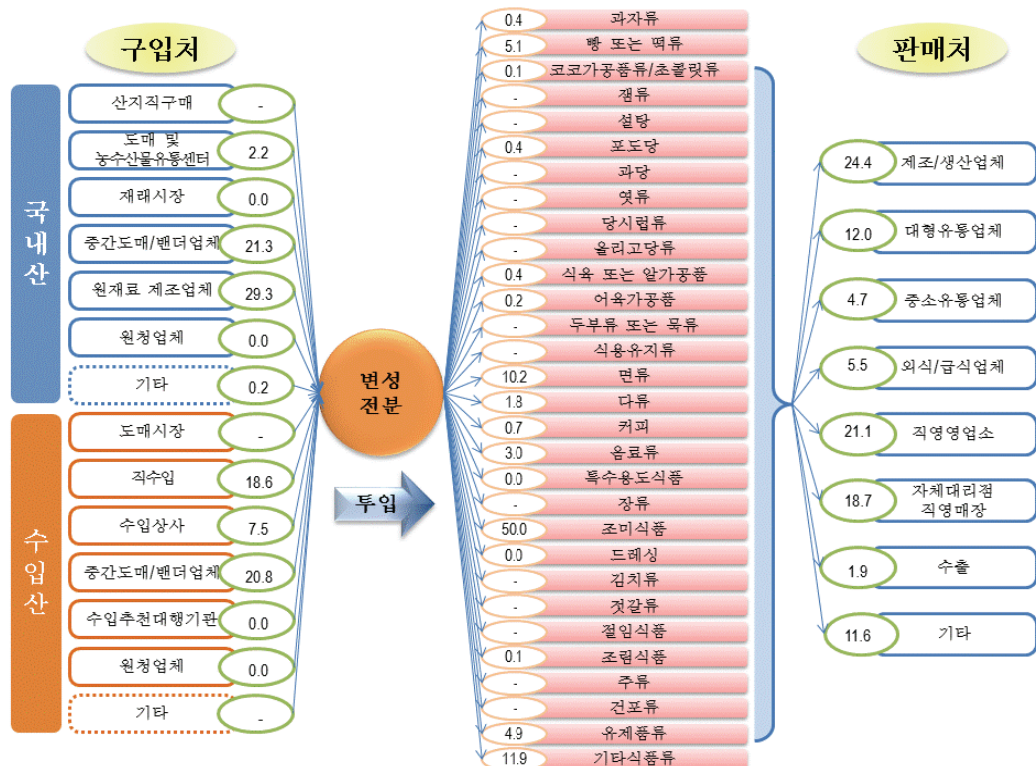 구입처
국내산
산지직구매
-
도매 및
농수산물유통센터
2.2
재래시장
0.0
중간도매/밴더업체
21.3
원재료 제조업체
29.3
원청업체
0.0
기타
0.2
수입산
도매시장
-
직수입
18.6
수입상사
7.5
중간도매/밴더업체
20.8
수입추천대행기관
0.0
원청업체
0.0
기타
-
변성
전분
투입
0.4 과자류
5.1 빵 또는 떡류
0.1 코코가공품류/초콜릿류
- 잼류
- 설탕
0.4 포도당
- 과당
- 엿류
- 당시럽류
- 올리고당류
0.4 식육 또는 알가공품
0.2 어육가공품
- 두부류 또는 묵류
- 식용유지류
10.2 면류
1.8 다류
0.7 커피
3.0 음료류
0.0 특수용도식품
- 장류
50.0 조미식품
0.0 드레싱
- 김치류
- 젓갈류
- 절임식품
0.1 조림식품
- 주류
- 건포류
4.9 유제품류
11.9 기타식품류
판매처
24.4 제조/생산업체
12.0 대형유통업체
4.7 중소유통업체
5.5 외식/급식업체
21.1 직영영업소
18.7 자체대리점
직영매장
1.9 수출
11.6 기타